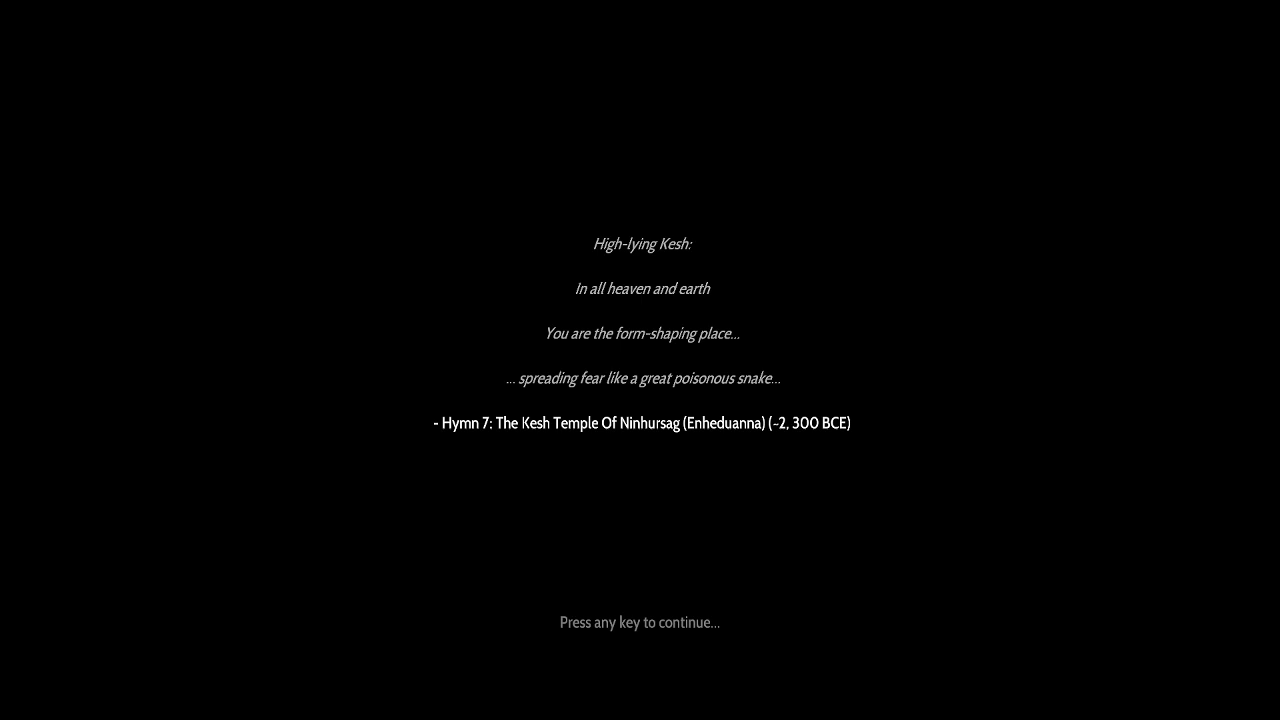 High-lying Kesh:
In all heaven and earth
You are the form-shaping place...
... spreading fear like a great poisonous snake...
- Hymn 7: The Kesh Temple Of Ninhursag (Enheduanna) (~2, 300 BCE)
Press any key to continue...